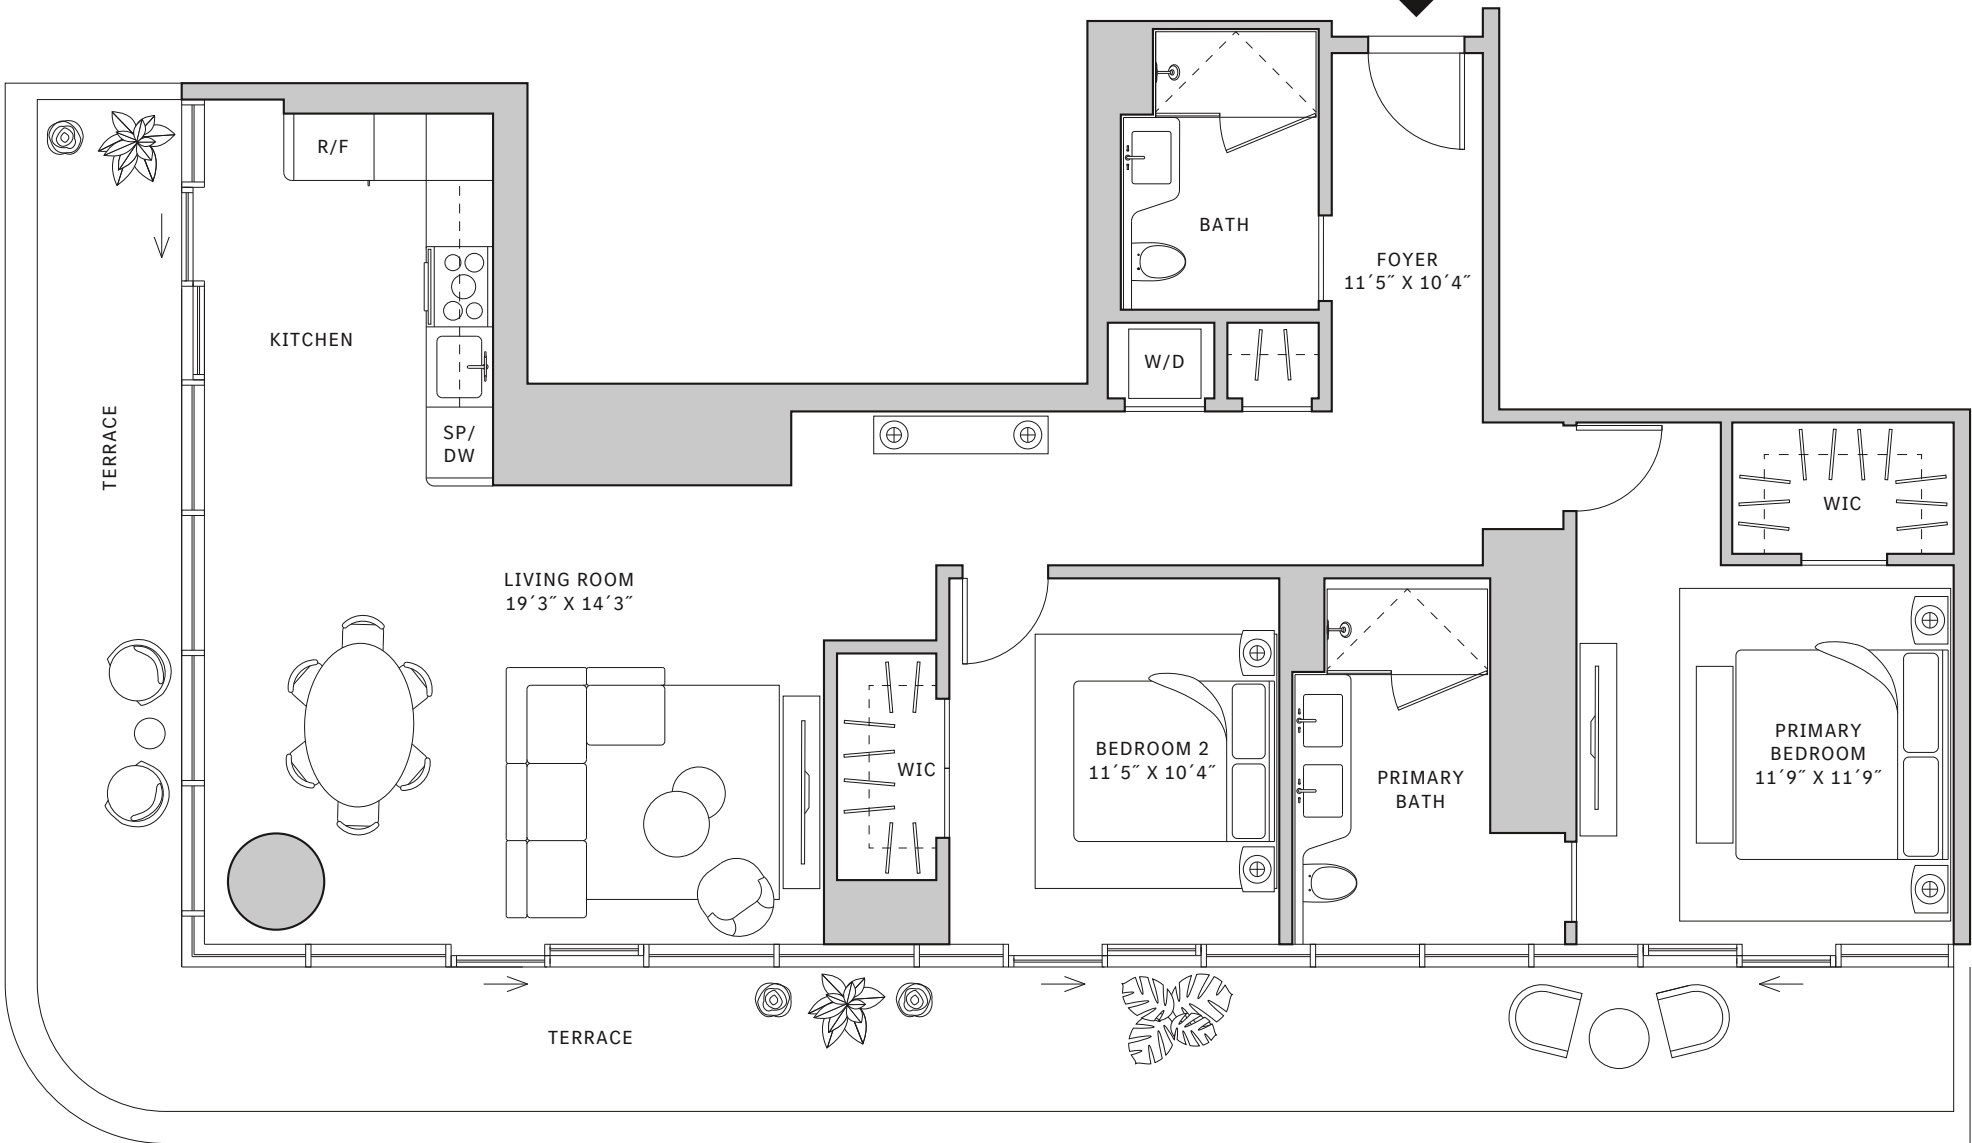 R/F
BATH
FOYER
11´5˝ X 10´4˝
KITCHEN
W/D
TERRACE
SP/
DW
WIC
LIVING ROOM
19´3˝ X 14´3˝
WIC
BEDROOM 2
11´5˝ X 10´4˝
PRIMARY
BATH
PRIMARY
BEDROOM
11´9˝ X 11´9˝
TERRACE